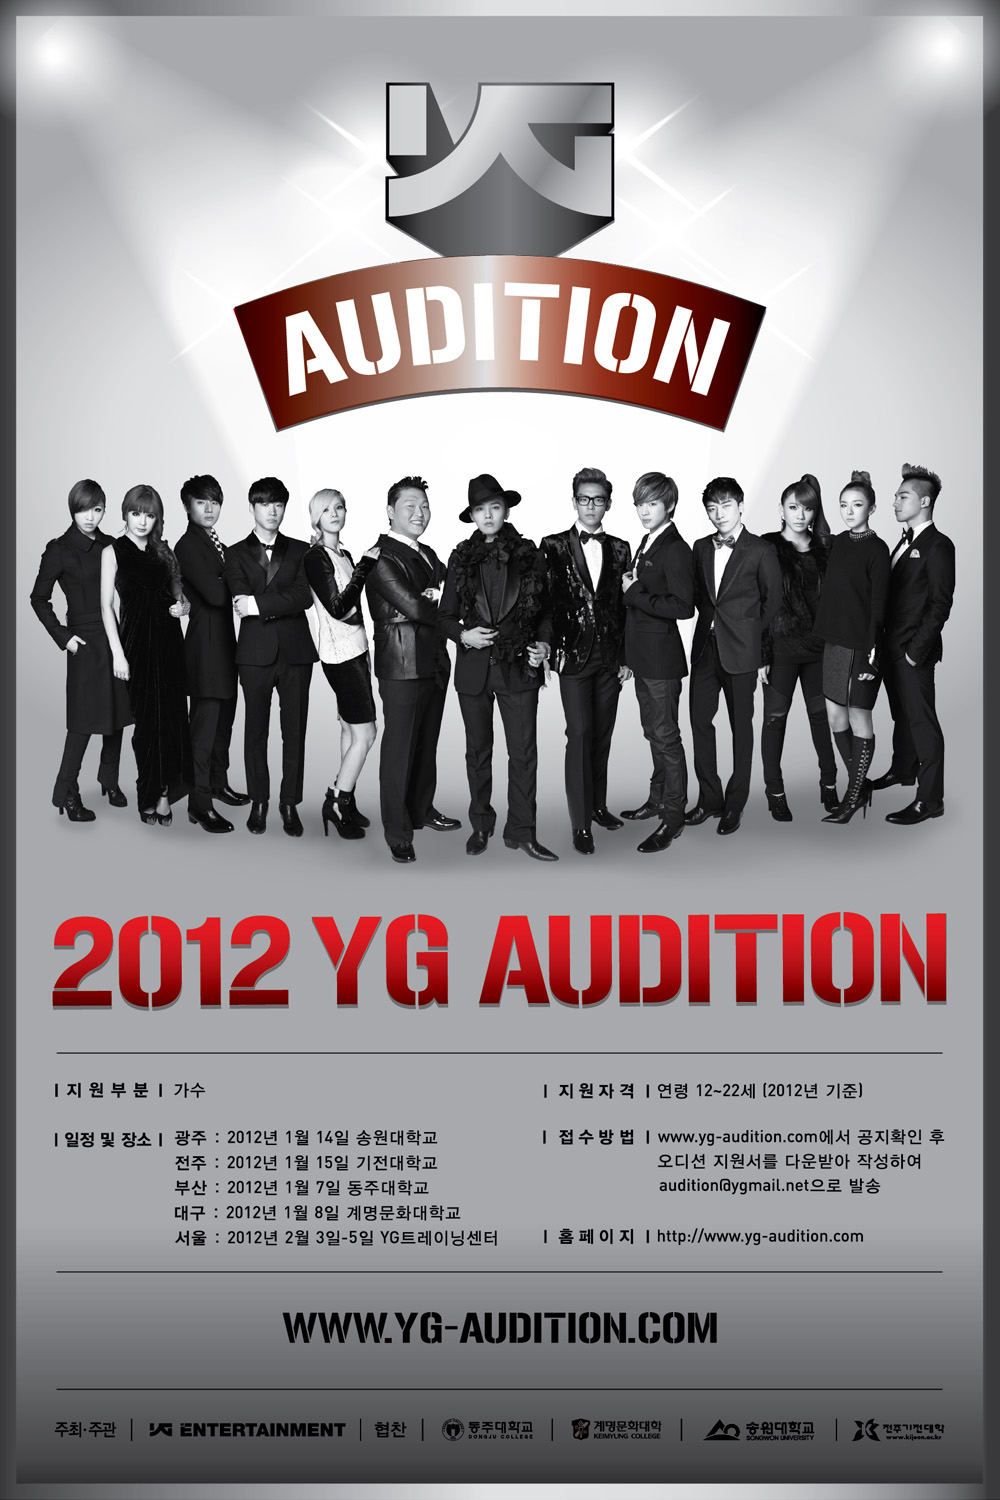 YG
AUDITION
2012 YG AUDITION
| 지원부분 | 가수
| 지원자격 | 연령 12~22세 (2012년 기준)
| 일정 및 장소 | 광주 : 2012년 1월 14일 송원대학교
전주 : 2012년 1월 15일 기전대학교
부산 : 2012년 1월 7일 동주대학교
대구 : 2012년 1월 8일 계명문화대학교
서울 : 2012년 2월 3일-5일 YG트레이닝센터
| 접수방법 | www.yg-audition.com에서 공지확인 후
오디션 지원서를 다운받아 작성하여
audition@ygmail.net으로 발송
| 홈페이지 | http://www.yg-audition.com
WWW.YG-AUDITION.COM
주최·주관 | YG ENTERTAINMENT | 협찬 | 동주대학교 | 계명문화대학 | 송원대학교 | 전주기전대학
DONGJU COLLEGE KEIMYUNG COLLEGE SONGWON UNIVERSITY www.kijeon.ac.kr